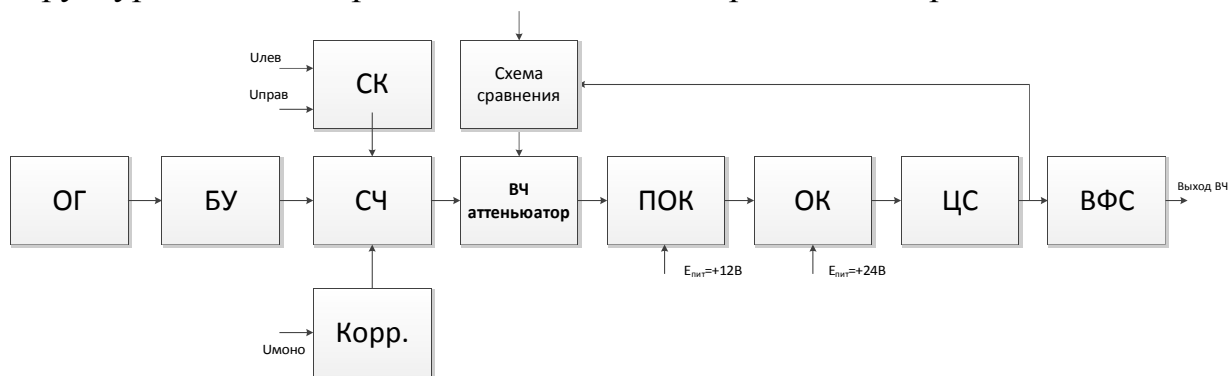 Uлев
Uправ
СК
Схема
сравнения
ОГ
БУ
СЧ
ВЧ
аттенюатор
ПОК
ОК
ЦС
ВФС
Выход ВЧ
Eпит=+12В
Eпит=+24В
Uмоно
Корр.